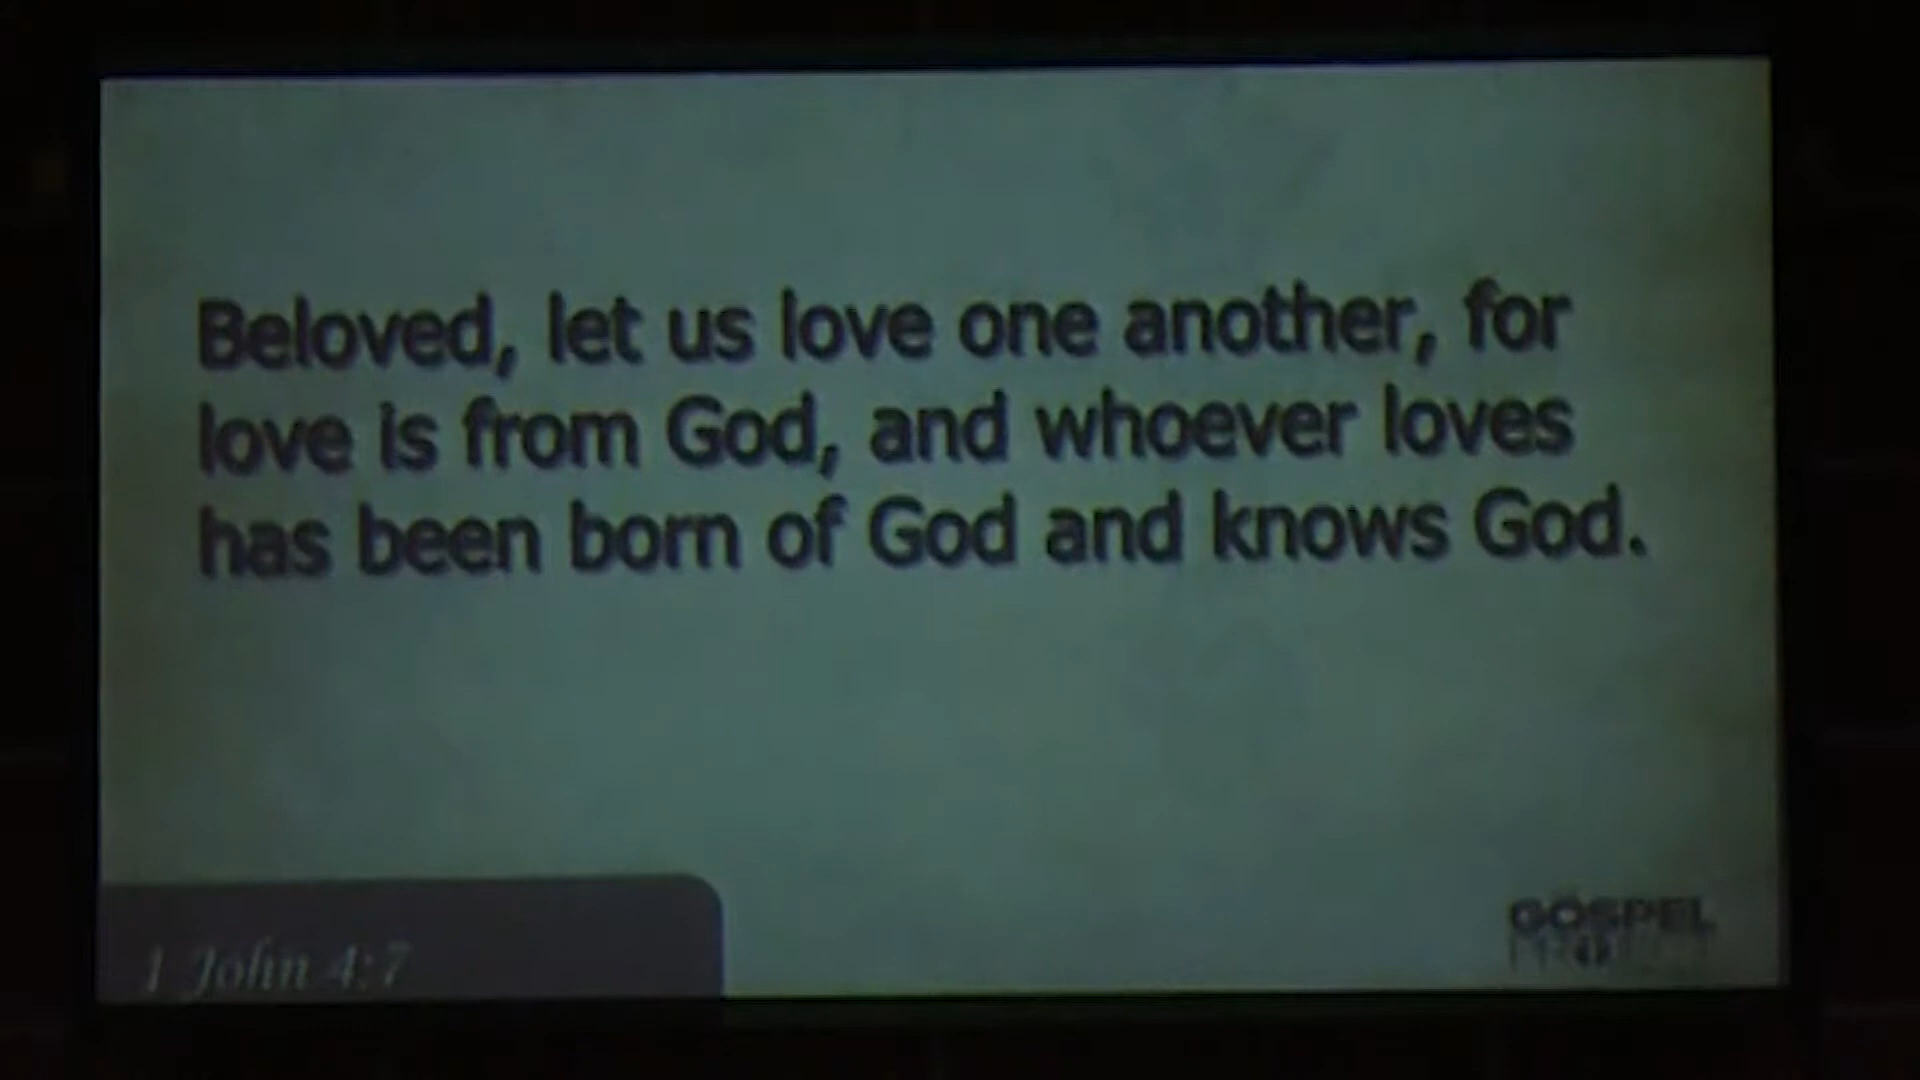 Beloved, let us love one another, for
love is from God, and whoever loves
has been born of God and knows God.
1 John 4:7
GOSPEL